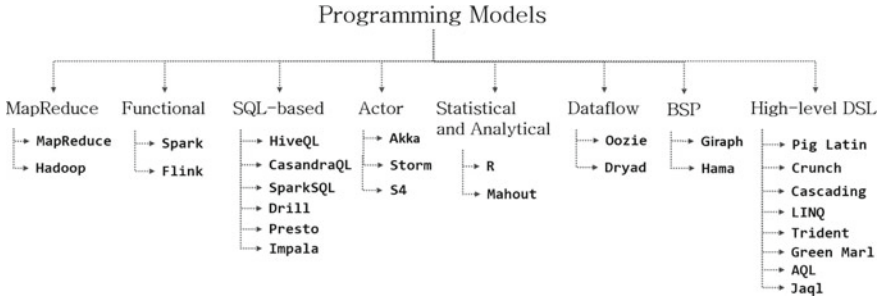 Programming Models
MapReduce
MapReduce
Hadoop
Functional
Spark
Flink
SQL-based
HiveQL
CasandraQL
SparkSQL
Drill
Presto
Impala
Actor
Akka
Storm
S4
Statistical
and Analytical
R
Mahout
Dataflow
Oozie
Dryad
BSP
Giraph
Hama
High-level DSL
Pig Latin
Crunch
Cascading
LINQ
Trident
Green Marl
AQL
Jaql